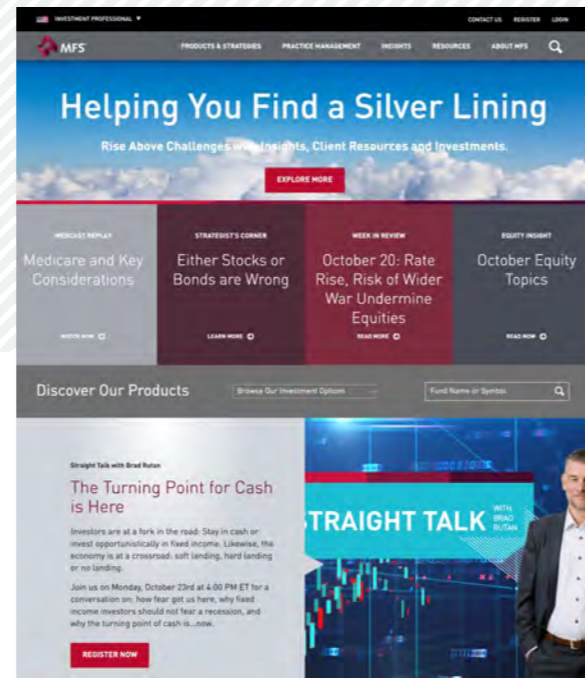 INVESTMENT PROFESSIONAL
CONTACT US REGISTER LOGIN
MFS
PRODUCTS & STRATEGIES PRACTICE MANAGEMENT INSIGHTS RESOURCES ABOUT MFS
Helping You Find a Silver Lining
Rise Above Challenges with Insights, Client Resources and Investments.
EXPLORE MORE
MEDICAST REPLAY
Medicare and Key
Considerations
WATCH NOW
STRATEGIST'S CORNER
Either Stocks or
Bonds are Wrong
LEARN MORE
WEEK IN REVIEW
October 20: Rate
Rise, Risk of Wider
War Undermine
Equities
READ MORE
EQUITY INSIGHT
October Equity
Topics
READ NOW
Discover Our Products
Browse Our Investment Options
Fund Name or Symbol
Straight Talk with Brad Rutan
The Turning Point for Cash
is Here
Investors are at a fork in the road: Stay in cash or
invest opportunistically in fixed income. Likewise, the
economy is at a crossroad: soft landing, hard landing
or no landing.
Join us on Monday, October 23rd at 4:00 PM ET for a
conversation on: how fear got us here, why fixed
income investors should not fear a recession, and
why the turning point of cash is...now.
REGISTER NOW
TRAIGHT TALK
WITH
BRAD
RUTAN